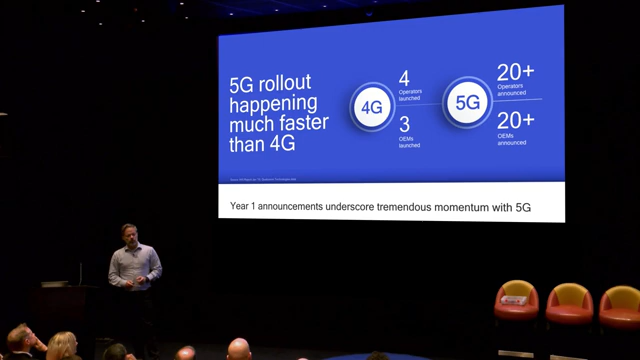 5G rollout
happening
much faster
than 4G
4G
4
Operators
launched
3
OEMs
launched
5G
20+
Operators
announced
20+
OEMs
announced
Year 1 announcements underscore tremendous momentum with 5G